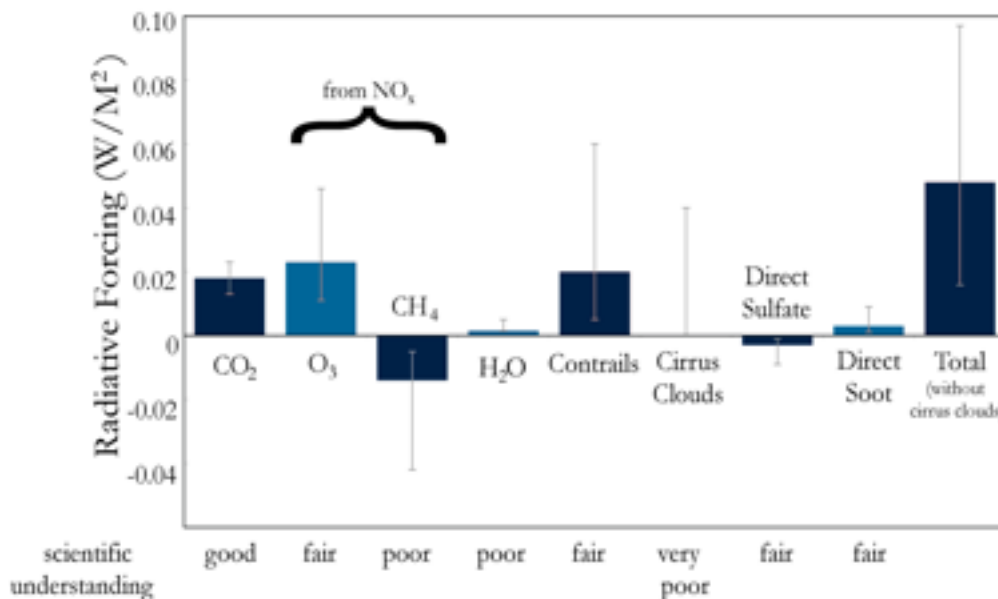 0.10
0.08
0.06
0.04
0.02
0
-0.02
-0.04
Radiative Forcing (W/M²)
from NOₓ
CO₂
O₃
CH₄
H₂O
Contrails
Cirrus
Clouds
Direct
Sulfate
Direct
Soot
Total
(without
cirrus clouds
scientific
understanding
good
fair
poor
poor
fair
very
poor
fair
fair